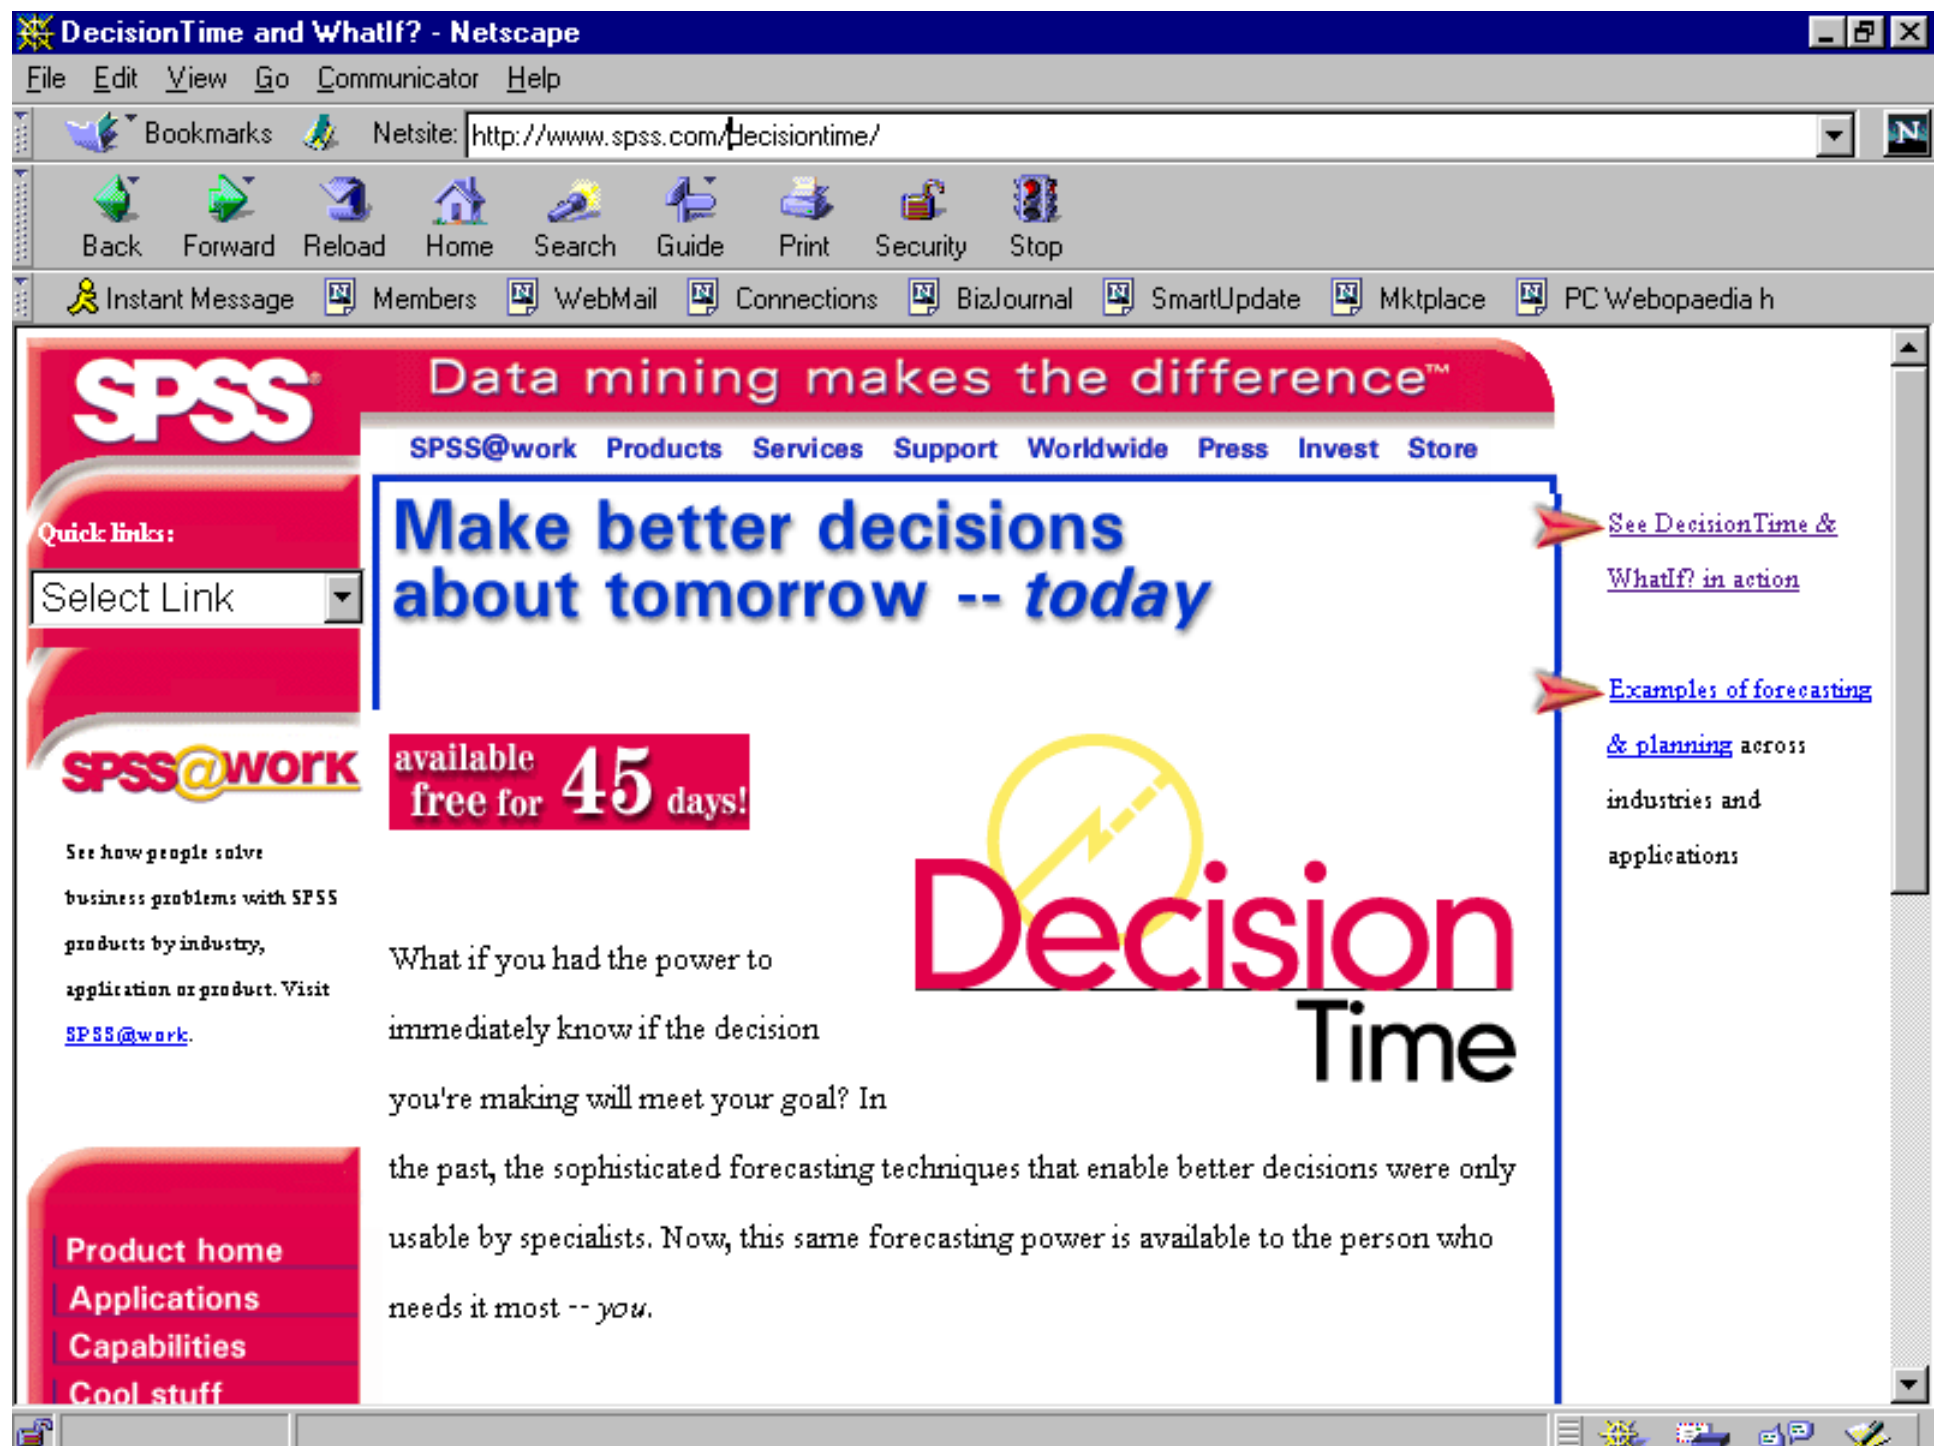 DecisionTime and WhatIf? - Netscape
File Edit View Go Communicator Help
Bookmarks Netsite: http://www.spss.com/decisiontime/
N
Back Forward Reload Home Search Guide Print Security Stop
Instant Message Members WebMail Connections BizJournal SmartUpdate Mktplace PC Webopaedia h
SPSS® Data mining makes the difference™
SPSS@work Products Services Support Worldwide Press Invest Store
Quick links:
Select Link
SPSS@work
See how people solve
business problems with SPSS
products by industry,
application or product. Visit
SPSS@work.
Product home
Applications
Capabilities
Cool stuff
Make better decisions
about tomorrow -- today
available
free for 45 days!
Decision
Time
What if you had the power to
immediately know if the decision
you're making will meet your goal? In
the past, the sophisticated forecasting techniques that enable better decisions were only
usable by specialists. Now, this same forecasting power is available to the person who
needs it most -- you.
See DecisionTime &
WhatIf? in action
Examples of forecasting
& planning across
industries and
applications